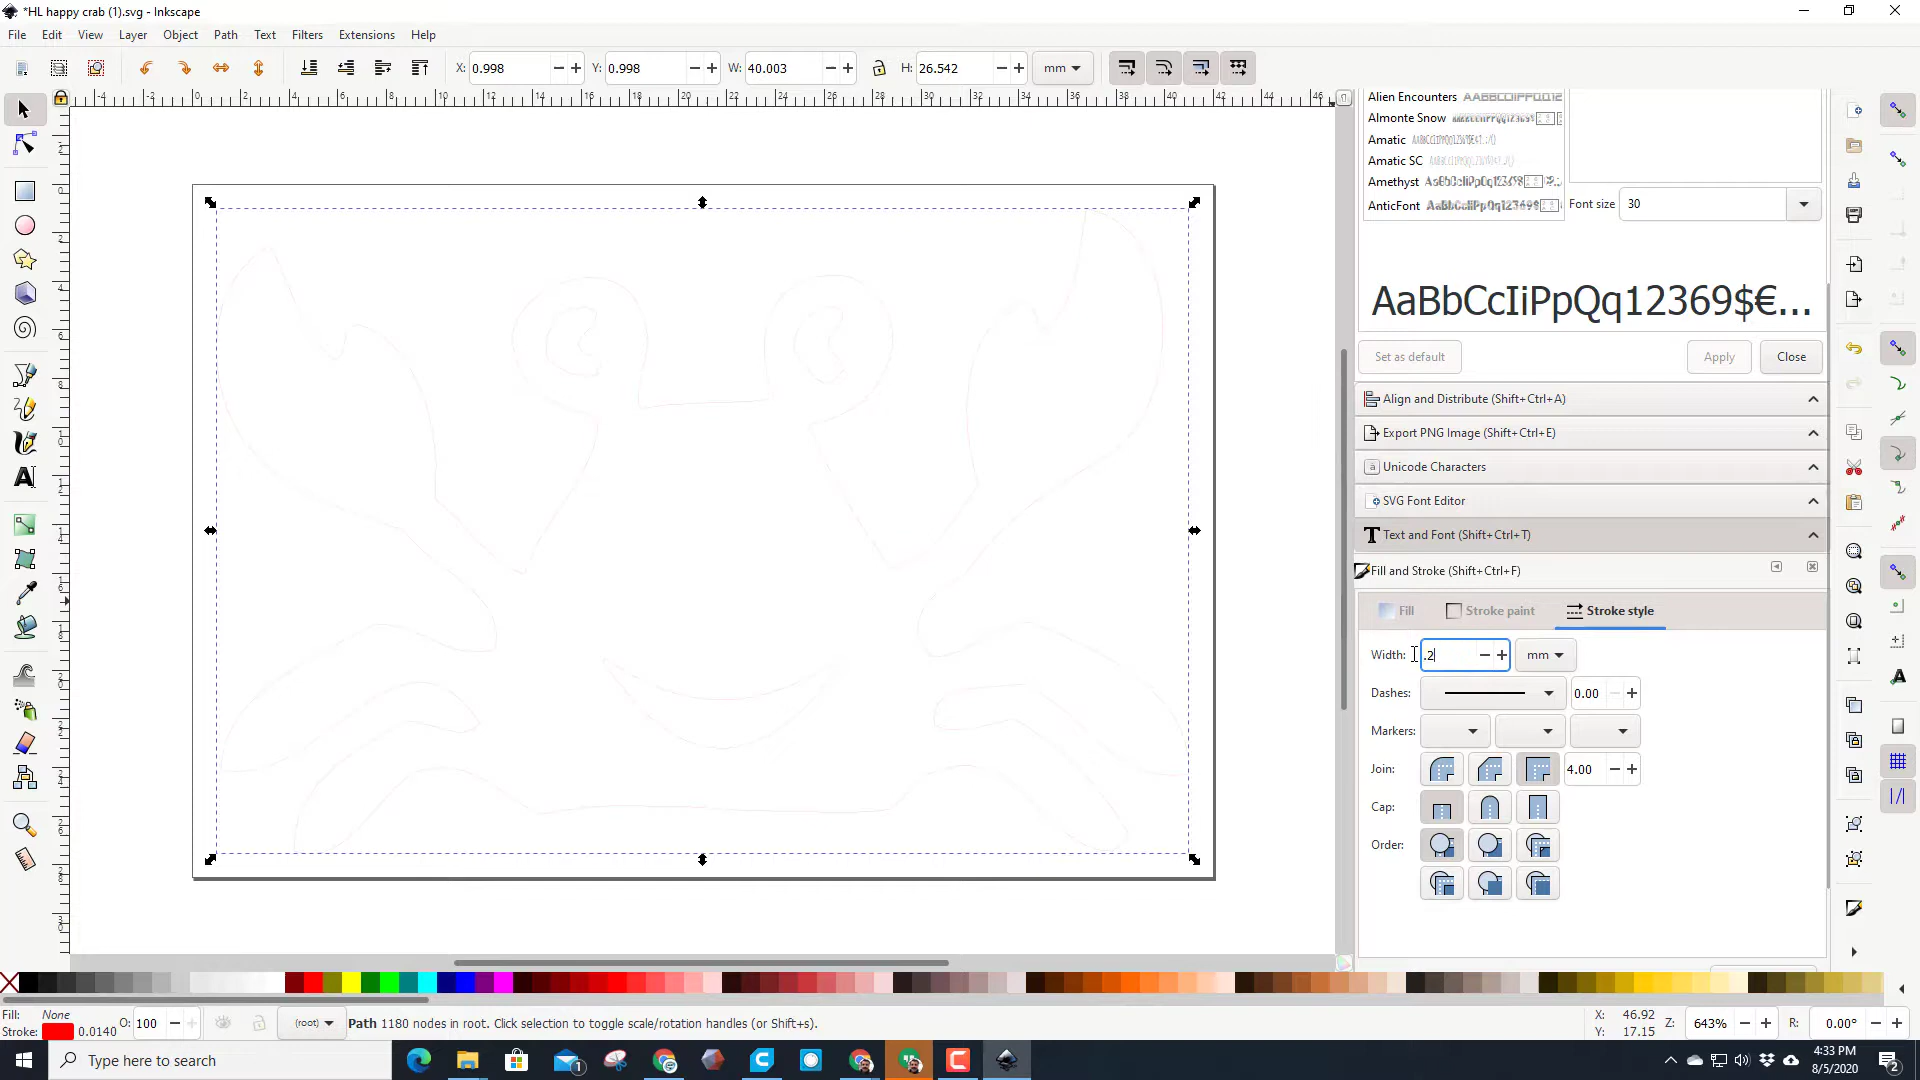 *HL happy crab (1).svg - Inkscape
File Edit View Layer Object Path Text Filters Extensions Help
X: 0.998 Y: 0.998 W: 40.003 H: 26.542 mm
Alien Encounters
Almonte Snow
Amatic
Amatic SC
Amethyst
AnticFont
Font size 30
AaBbCcIiPpQq12369$€...
Set as default Apply Close
Align and Distribute (Shift+Ctrl+A)
Export PNG Image (Shift+Ctrl+E)
Unicode Characters
SVG Font Editor
Text and Font (Shift+Ctrl+T)
Fill and Stroke (Shift+Ctrl+F)
Fill Stroke paint Stroke style
Width: .2 mm
Dashes: 0.00
Markers:
Join: 4.00
Cap:
Order:
Fill: None
Stroke: 0.0140 O: 100 (root) Path 1180 nodes in root. Click selection to toggle scale/rotation handles (or Shift+s).
X: 46.92
Y: 17.15
Z: 643% R: 0.00°
Type here to search
4:33 PM
8/5/2020